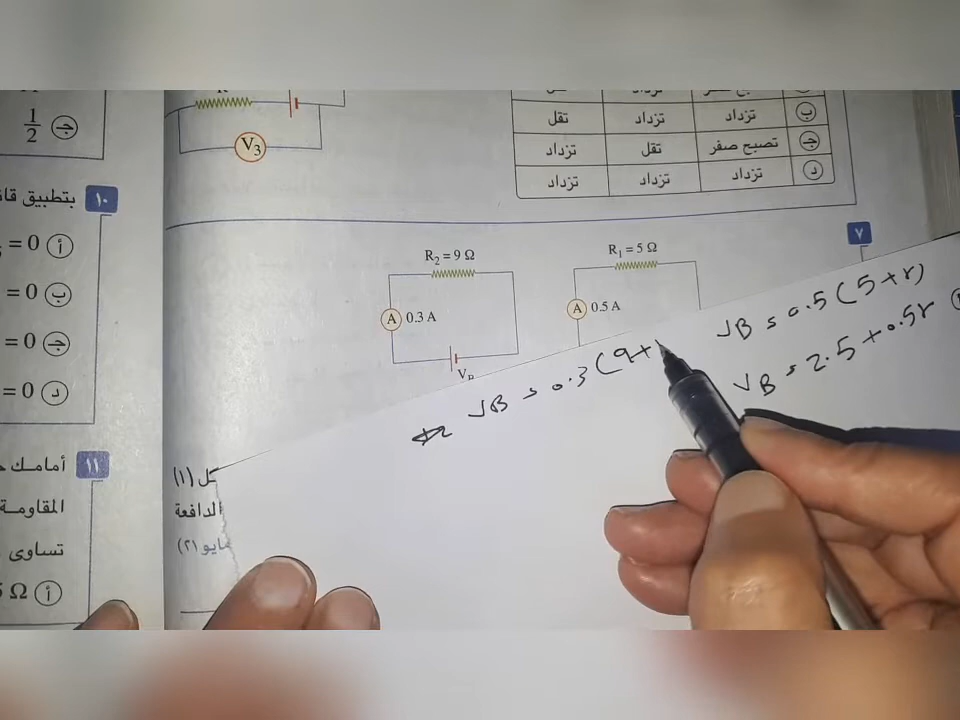 1/2 ج
V₃
ب تزداد تزداد تقل
ج تصبح صفر تقل تزداد
د تزداد تزداد تزداد
٧
R₁ = 5 Ω
A 0.5 A
R₂ = 9 Ω
A 0.3 A
VB = 0.5 (5+r)
VB = 2.5 + 0.5r
VB = 0.3 (9+
(١)
الدافعة
١٠ بتطبيق
أ = 0
ب = 0
ج = 0
د = 0
١١ أمامك
المقاومة
تساوى
أ Ω